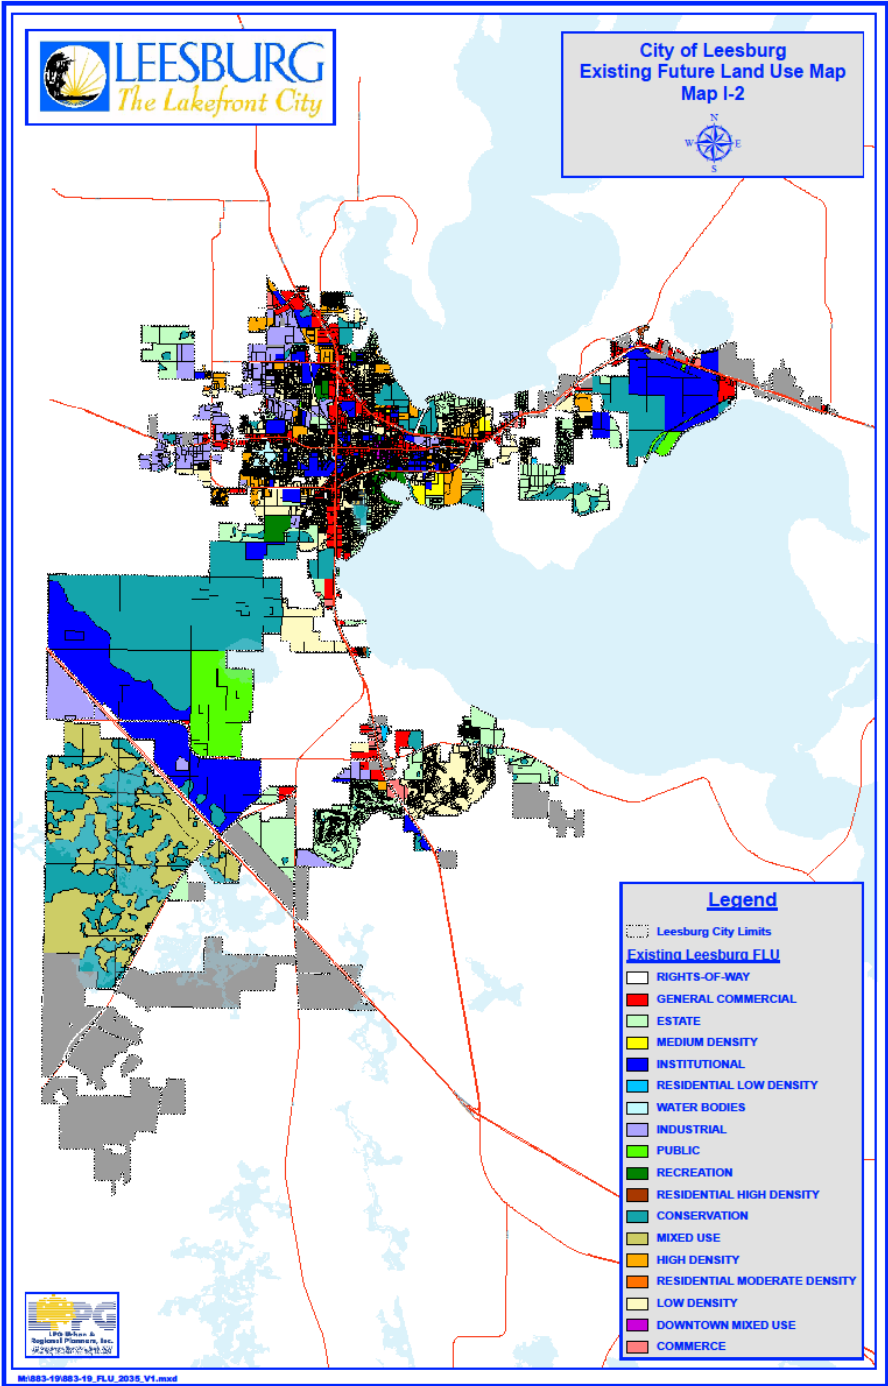 LEESBURG
The Lakefront City
City of Leesburg
Existing Future Land Use Map
Map I-2
N
W E
S
Legend
Leesburg City Limits
Existing Leesburg FLU
RIGHTS-OF-WAY
GENERAL COMMERCIAL
ESTATE
MEDIUM DENSITY
INSTITUTIONAL
RESIDENTIAL LOW DENSITY
WATER BODIES
INDUSTRIAL
PUBLIC
RECREATION
RESIDENTIAL HIGH DENSITY
CONSERVATION
MIXED USE
HIGH DENSITY
RESIDENTIAL MODERATE DENSITY
LOW DENSITY
DOWNTOWN MIXED USE
COMMERCE
LPG
LPG Urban &
Regional Planners, Inc.
M:\883-19\883-19_FLU_2035_V1.mxd